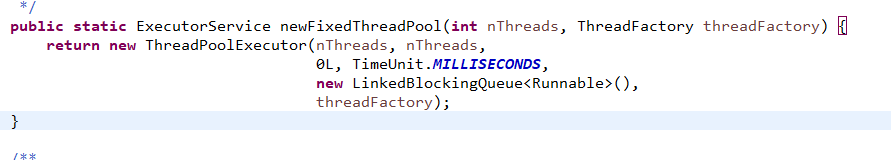 */
public static ExecutorService newFixedThreadPool(int nThreads, ThreadFactory threadFactory) {
return new ThreadPoolExecutor(nThreads, nThreads,
0L, TimeUnit.MILLISECONDS,
new LinkedBlockingQueue<Runnable>(),
threadFactory);
}
/**